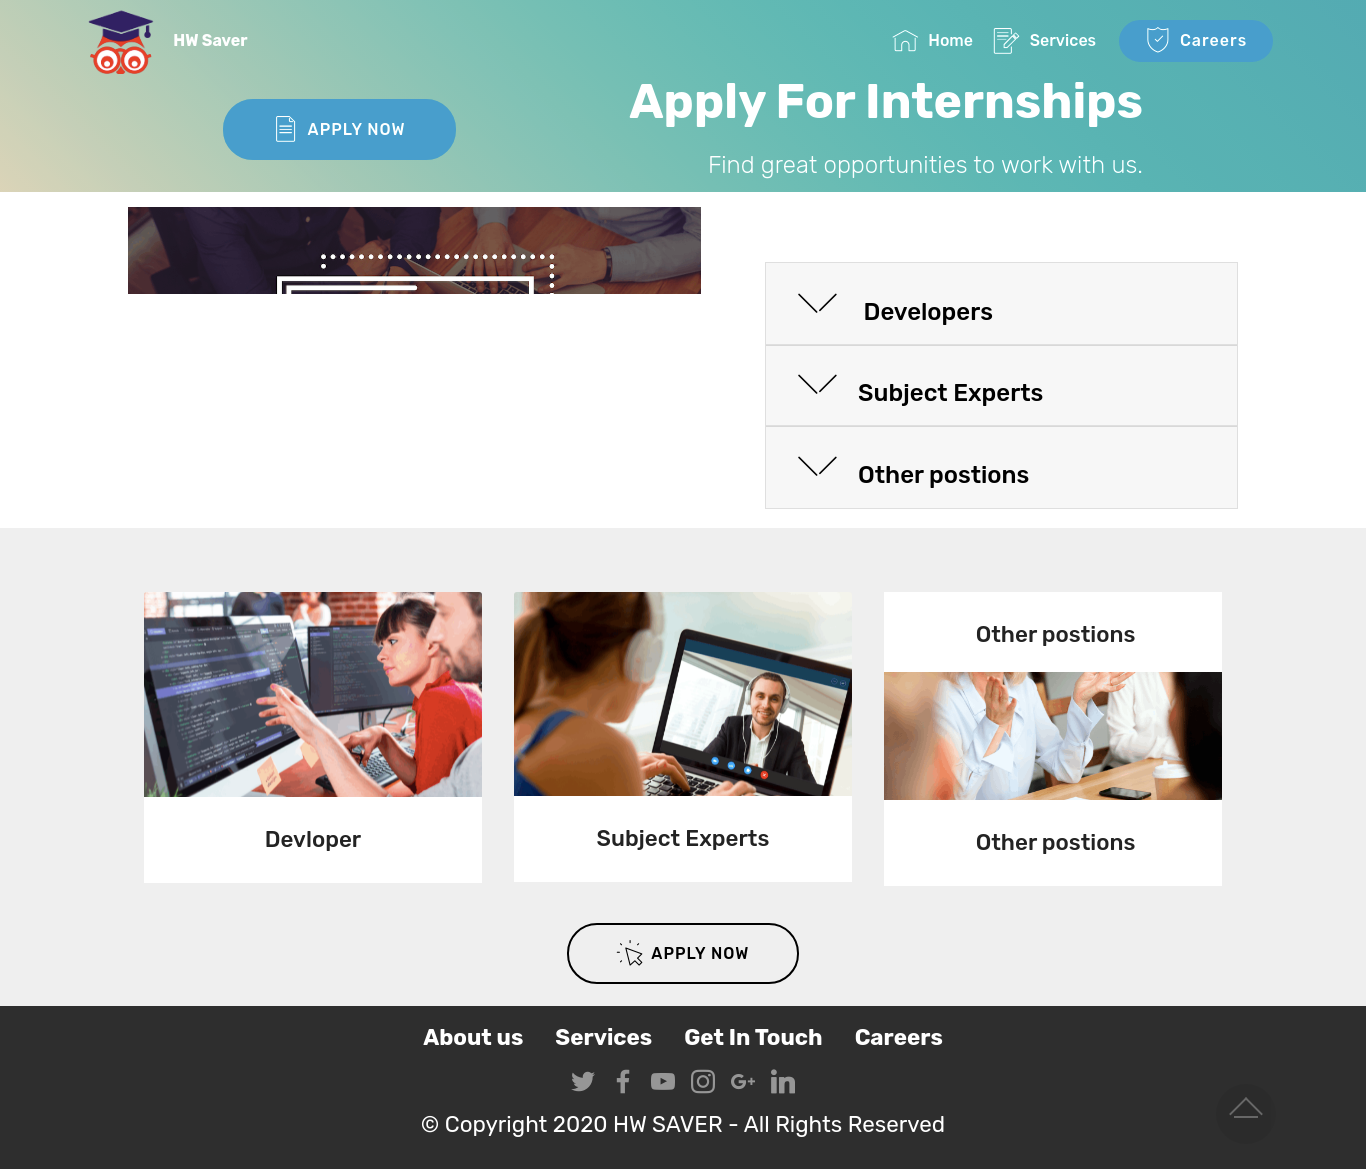 HW Saver
Home
Services
Careers
Apply For Internships
APPLY NOW
Find great opportunities to work with us.
Developers
Subject Experts
Other postions
Other postions
Devloper
Subject Experts
Other postions
APPLY NOW
About us
Services
Get In Touch
Careers
G+
© Copyright 2020 HW SAVER - All Rights Reserved